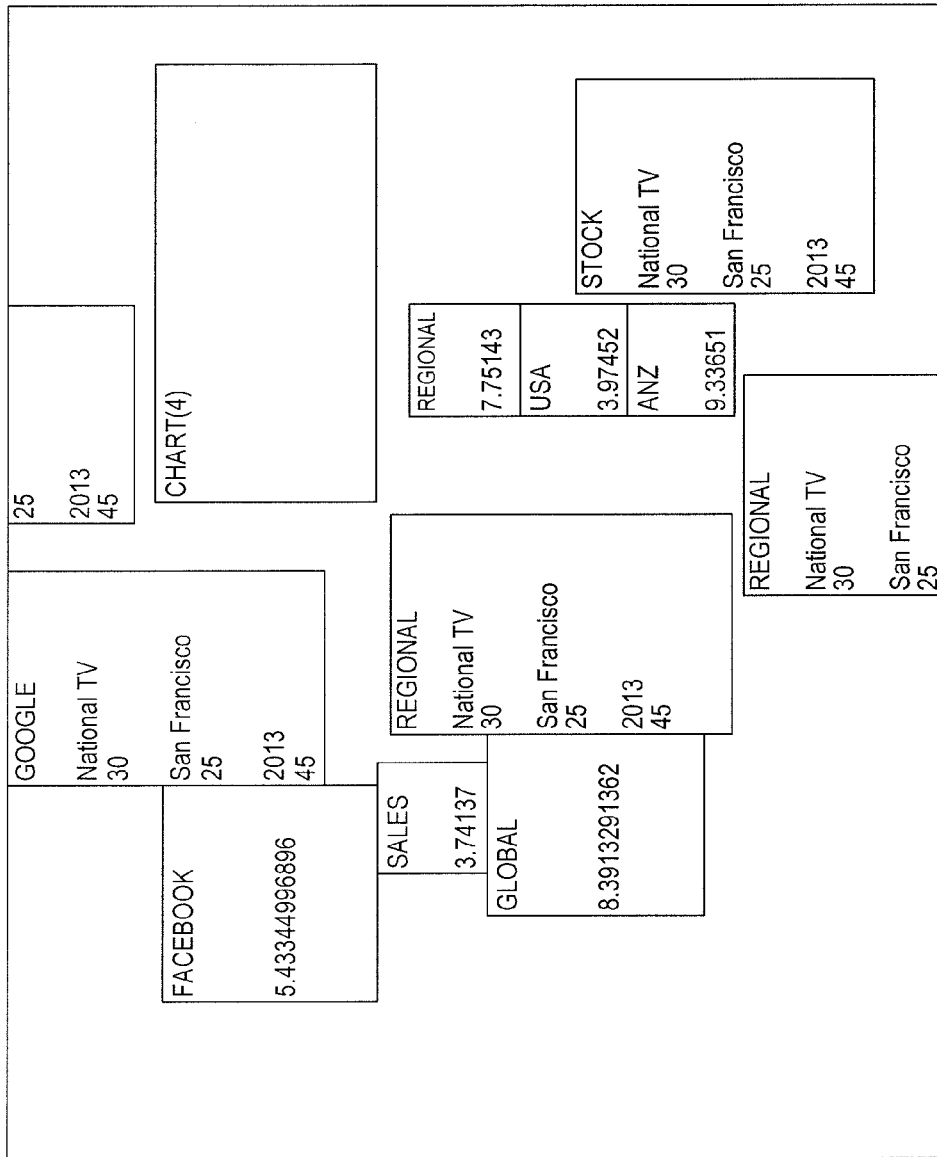 FACEBOOK
5.43344996896
GOOGLE
National TV
30
San Francisco
25
2013
45
25
2013
45
CHART(4)
SALES
3.74137
GLOBAL
8.3913291362
REGIONAL
National TV
30
San Francisco
25
2013
45
REGIONAL
7.75143
USA
3.97452
ANZ
9.33651
STOCK
National TV
30
San Francisco
25
2013
45
REGIONAL
National TV
30
San Francisco
25